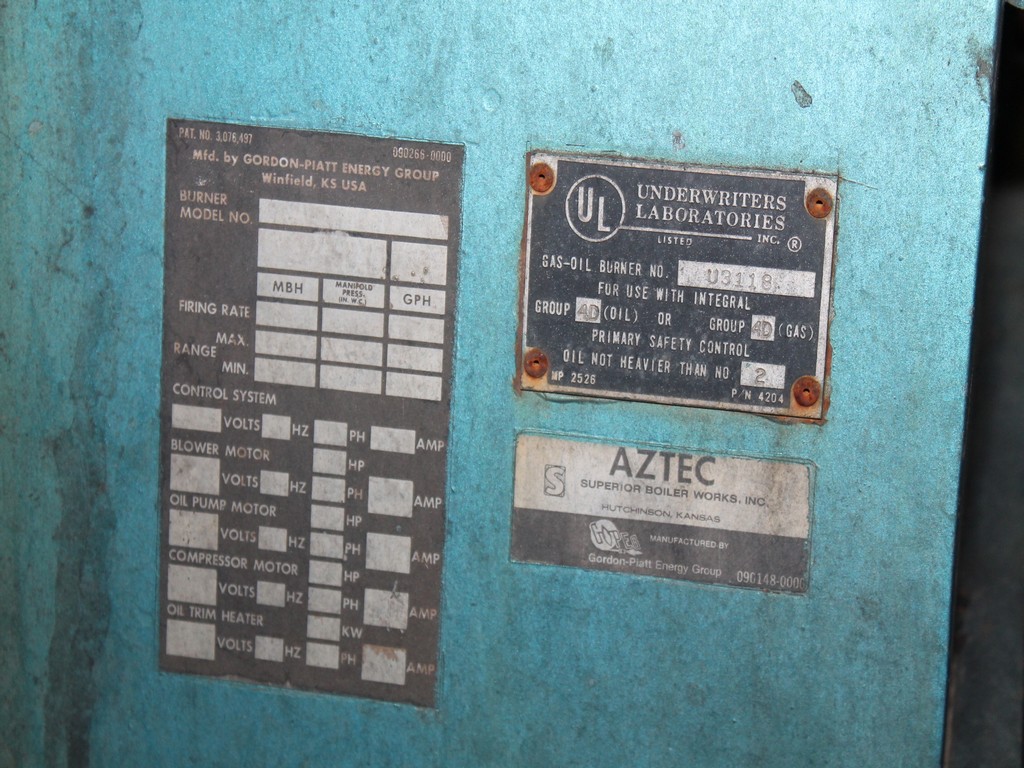 PAT. NO. 3,076,497
090266-0000
Mfd. by GORDON-PIATT ENERGY GROUP
Winfield, KS USA
BURNER
MODEL NO.
MBH
MANIFOLD
PRESS.
(IN. W.C.)
GPH
FIRING RATE
MAX.
RANGE
MIN.
CONTROL SYSTEM
VOLTS HZ PH AMP
BLOWER MOTOR
HP
VOLTS HZ PH AMP
OIL PUMP MOTOR
HP
VOLTS HZ PH AMP
COMPRESSOR MOTOR
HP
VOLTS HZ PH AMP
OIL TRIM HEATER
KW
VOLTS HZ PH AMP
UL
UNDERWRITERS
LABORATORIES
INC. ®
LISTED
GAS-OIL BURNER NO. U3118
FOR USE WITH INTEGRAL
GROUP 4D (OIL) OR GROUP 4D (GAS)
PRIMARY SAFETY CONTROL
OIL NOT HEAVIER THAN NO 2
MP 2526
P/N 4204
AZTEC
S
SUPERIOR BOILER WORKS, INC.
HUTCHINSON, KANSAS
MANUFACTURED BY
Gordon-Piatt Energy Group
090148-0000